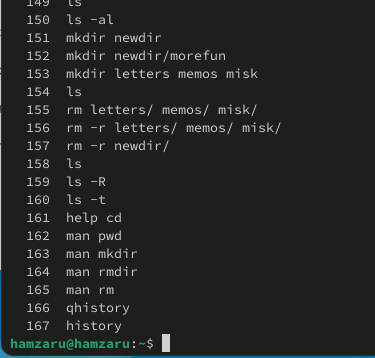 149  ls
150  ls -al
151  mkdir newdir
152  mkdir newdir/morefun
153  mkdir letters memos misk
154  ls
155  rm letters/ memos/ misk/
156  rm -r letters/ memos/ misk/
157  rm -r newdir/
158  ls
159  ls -R
160  ls -t
161  help cd
162  man pwd
163  man mkdir
164  man rmdir
165  man rm
166  qhistory
167  history
hamzaru@hamzaru:~$